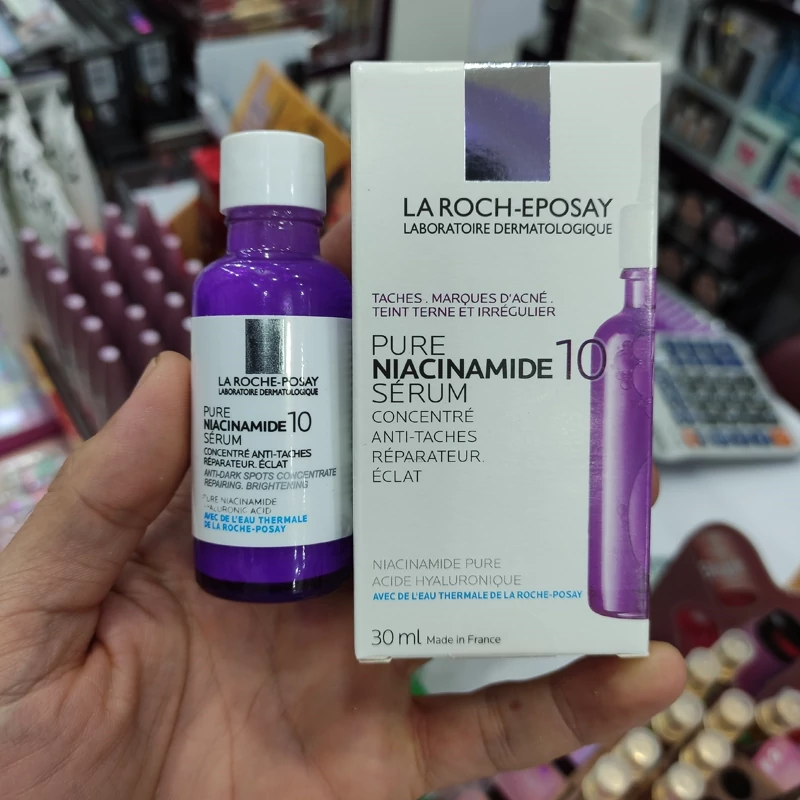 LA ROCHE-POSAY
LABORATOIRE DERMATOLOGIQUE
PURE
NIACINAMIDE 10
SÉRUM
CONCENTRÉ ANTI-TACHES
RÉPARATEUR. ÉCLAT
ANTI-DARK SPOTS CONCENTRATE
REPAIRING. BRIGHTENING
PURE NIACINAMIDE
HYALURONIC ACID
AVEC DE L'EAU THERMALE
DE LA ROCHE-POSAY
LA ROCH-EPOSAY
LABORATOIRE DERMATOLOGIQUE
TACHES . MARQUES D'ACNÉ .
TEINT TERNE ET IRRÉGULIER
PURE
NIACINAMIDE 10
SÉRUM
CONCENTRÉ
ANTI-TACHES
RÉPARATEUR.
ÉCLAT
NIACINAMIDE PURE
ACIDE HYALURONIQUE
AVEC DE L'EAU THERMALE DE LA ROCHE-POSAY
30 ml Made in France